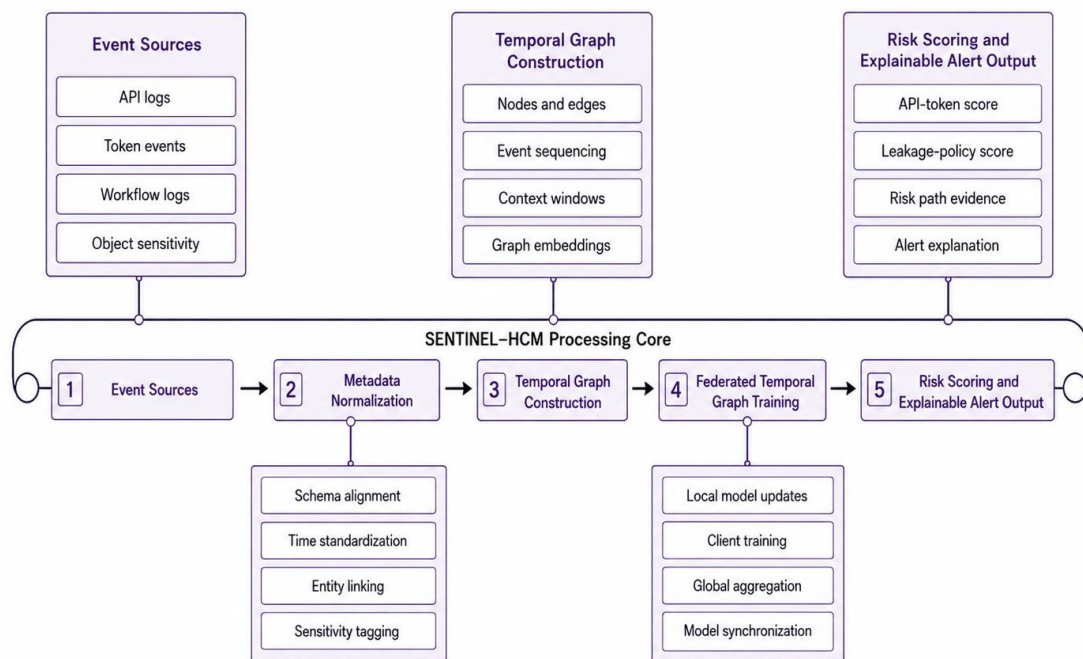 Event Sources
API logs
Token events
Workflow logs
Object sensitivity
Temporal Graph
Construction
Nodes and edges
Event sequencing
Context windows
Graph embeddings
Risk Scoring and
Explainable Alert Output
API-token score
Leakage-policy score
Risk path evidence
Alert explanation
SENTINEL–HCM Processing Core
1
Event Sources
2
Metadata
Normalization
3
Temporal Graph
Construction
4
Federated Temporal
Graph Training
5
Risk Scoring and
Explainable Alert Output
Schema alignment
Time standardization
Entity linking
Sensitivity tagging
Local model updates
Client training
Global aggregation
Model synchronization